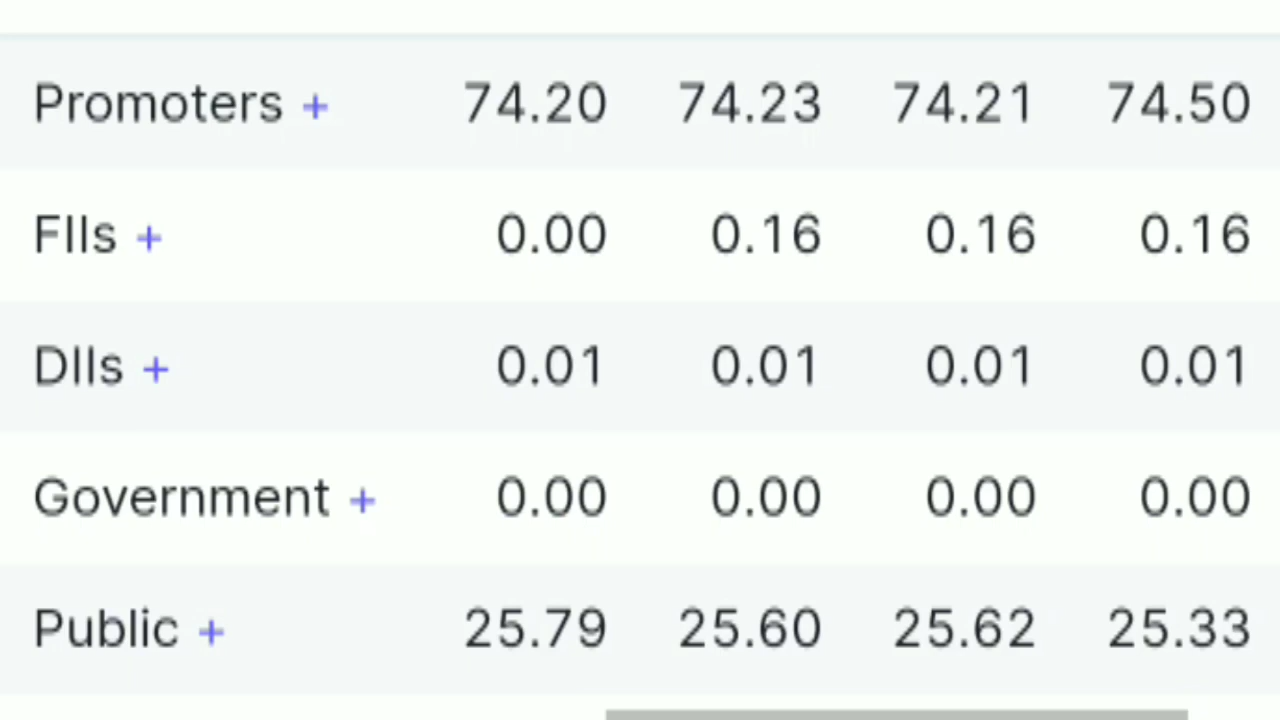 Promoters + 74.20 74.23 74.21 74.50
FIIs + 0.00 0.16 0.16 0.16
DIIs + 0.01 0.01 0.01 0.01
Government + 0.00 0.00 0.00 0.00
Public + 25.79 25.60 25.62 25.33